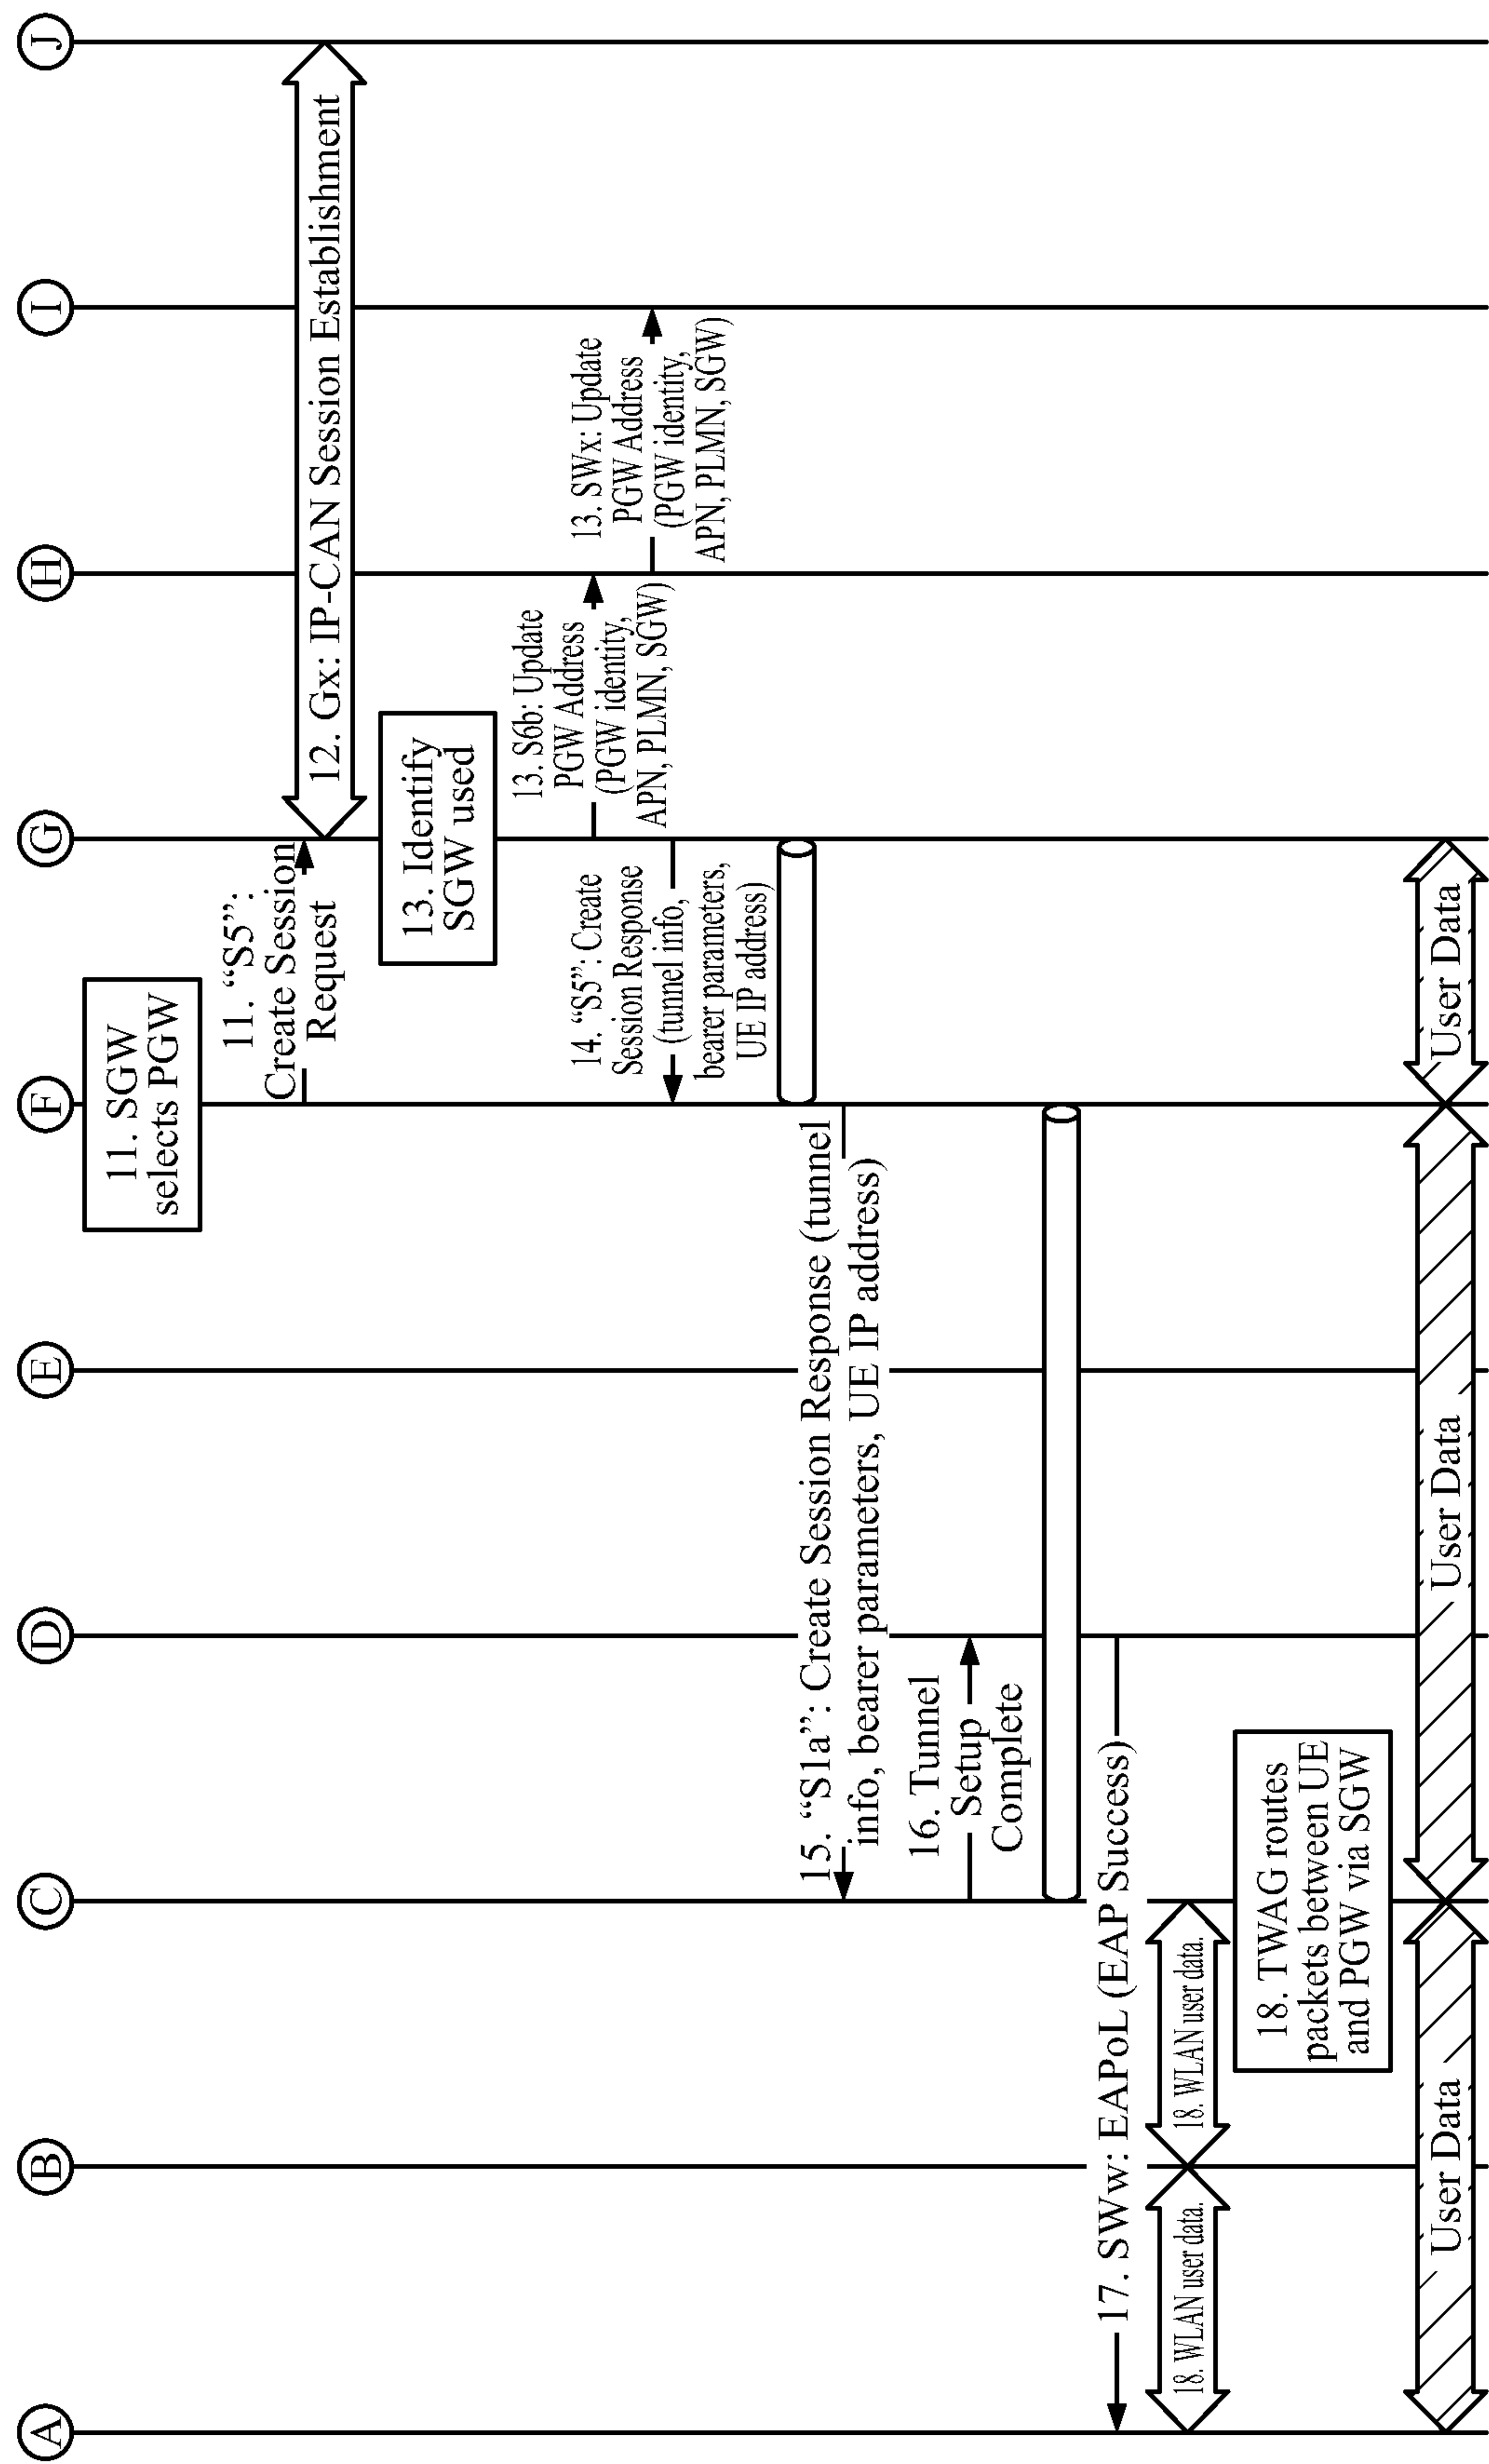 A
B
C
D
E
F
G
H
I
J
11. SGW
selects PGW
11. “S5”:
Create Session
Request
12. Gx: IP-CAN Session Establishment
13. Identify
SGW used
13. S6b: Update
PGW Address
(PGW identity,
APN, PLMN, SGW)
13. SWx: Update
PGW Address
(PGW identity,
APN, PLMN, SGW)
14. “S5”: Create
Session Response
(tunnel info,
bearer parameters,
UE IP address)
15. “S1a”: Create Session Response (tunnel
info, bearer parameters, UE IP address)
16. Tunnel
Setup
Complete
17. SWw: EAPoL (EAP Success)
18. WLAN user data.
18. WLAN user data.
18. TWAG routes
packets between UE
and PGW via SGW
User Data
User Data
User Data